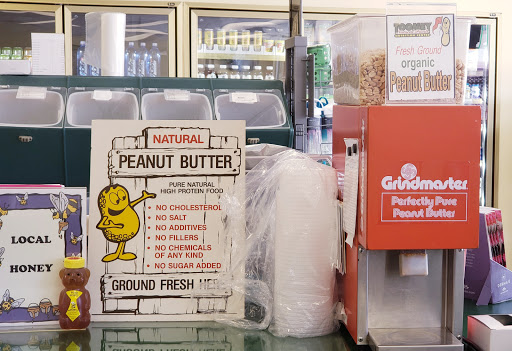 LOCAL
HONEY
NATURAL
PEANUT BUTTER
PURE NATURAL
HIGH PROTEIN FOOD
• NO CHOLESTEROL
• NO SALT
• NO ADDITIVES
• NO FILLERS
• NO CHEMICALS
OF ANY KIND
• NO SUGAR ADDED
GROUND FRESH
Fresh Ground
organic
Peanut Butter
Grindmaster
Perfectly Pure
Peanut Butter